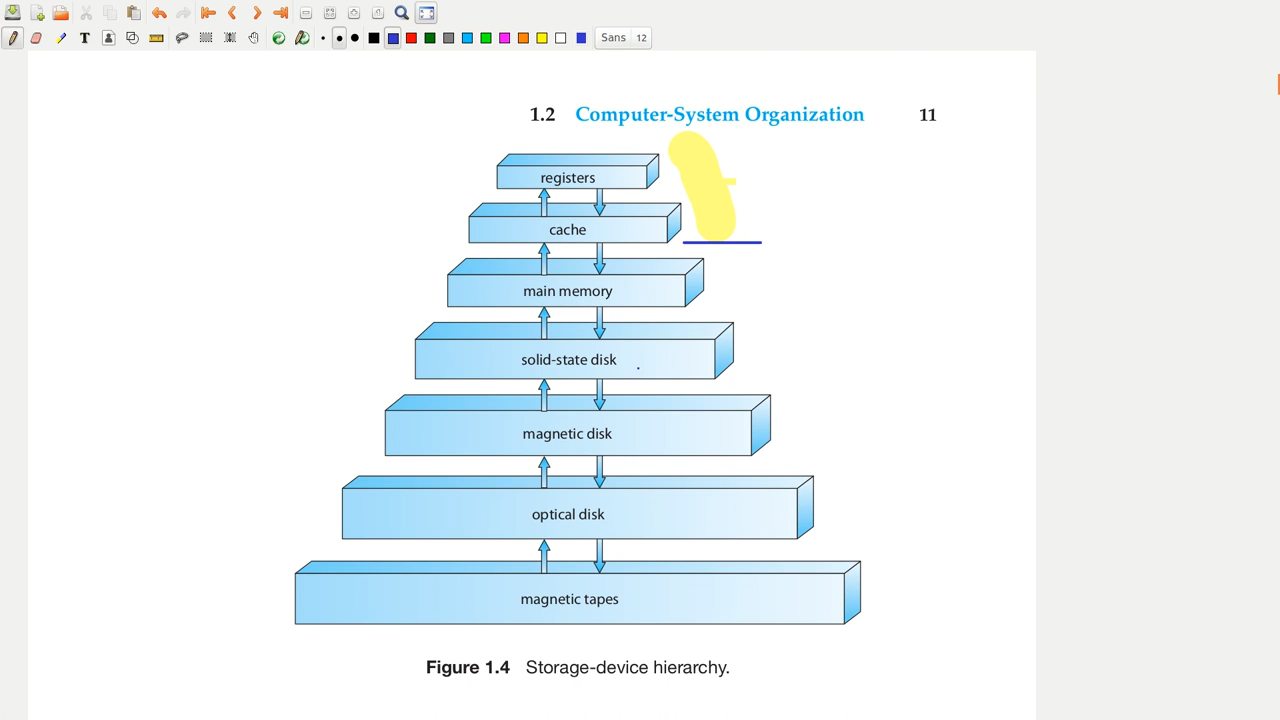 T
Sans 12
1.2 Computer-System Organization 11
registers
cache
main memory
solid-state disk
magnetic disk
optical disk
magnetic tapes
Figure 1.4 Storage-device hierarchy.